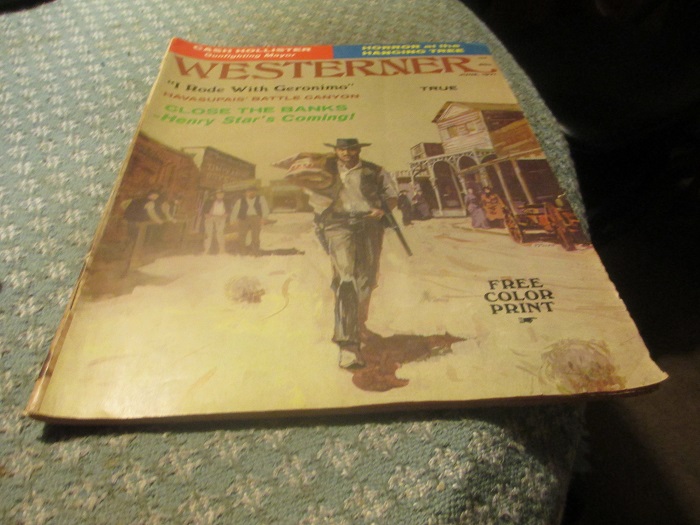 CASH HOLLISTER
Gunfighting Mayor
HORROR at the
HANGING TREE
WESTERNER
"I Rode With Geronimo"
TRUE
HAVASUPAIS' BATTLE CANYON
CLOSE THE BANKS
Henry Star's Coming!
FREE
COLOR
PRINT